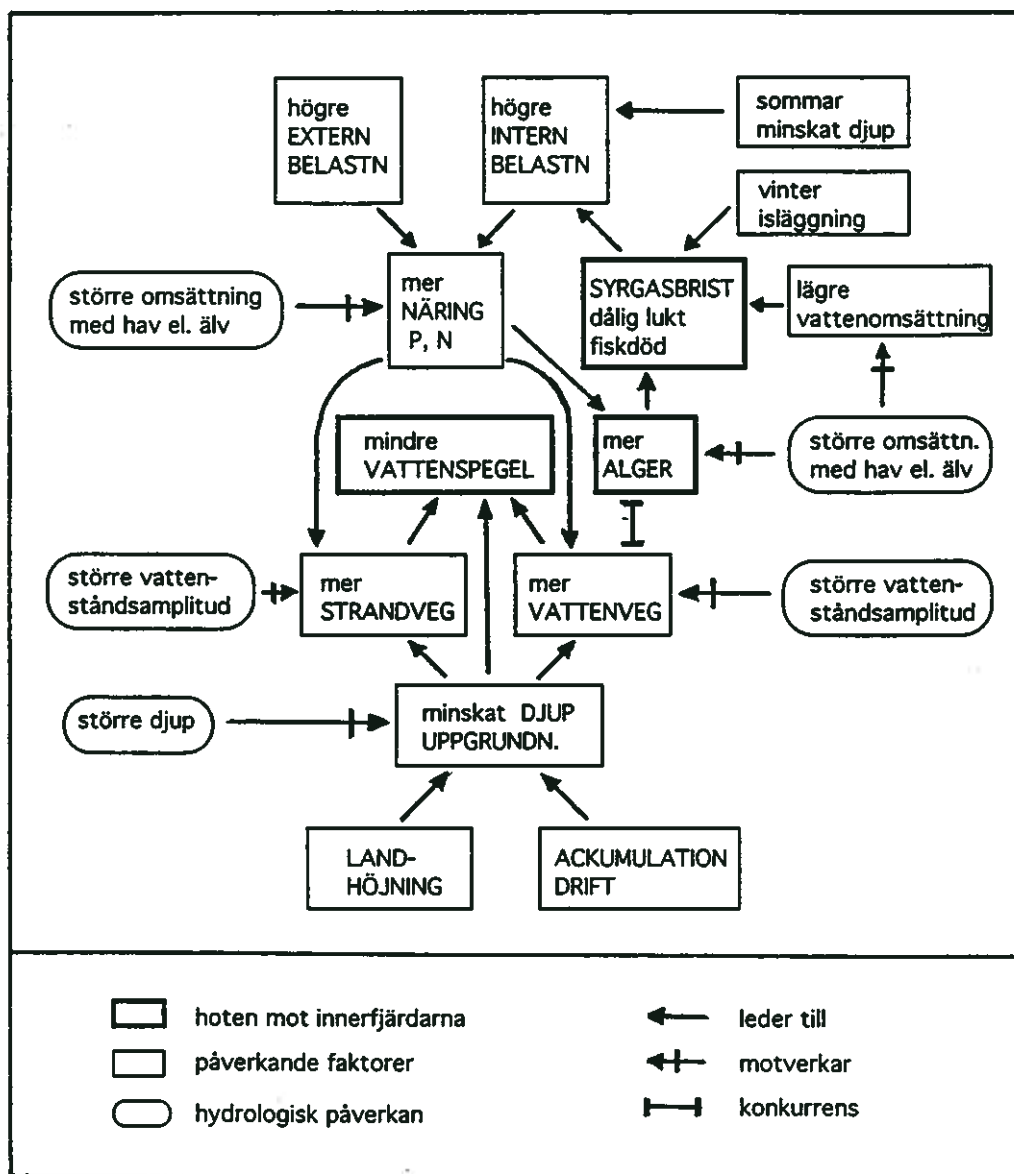 högre
EXTERN
BELASTN
högre
INTERN
BELASTN
sommar
minskat djup
vinter
isläggning
större omsättning
med hav el. älv
mer
NÄRING
P, N
SYRGASBRIST
dålig lukt
fiskdöd
lägre
vattenomsättning
mindre
VATTENSPEGEL
mer
ALGER
större omsättn.
med hav el. älv
större vatten-
ståndsamplitud
mer
STRANDVEG
mer
VATTENVEG
större vatten-
ståndsamplitud
större djup
minskat DJUP
UPPGRUNDN.
LAND-
HÖJNING
ACKUMULATION
DRIFT
hoten mot innerfjärdarna
påverkande faktorer
hydrologisk påverkan
leder till
motverkar
konkurrens